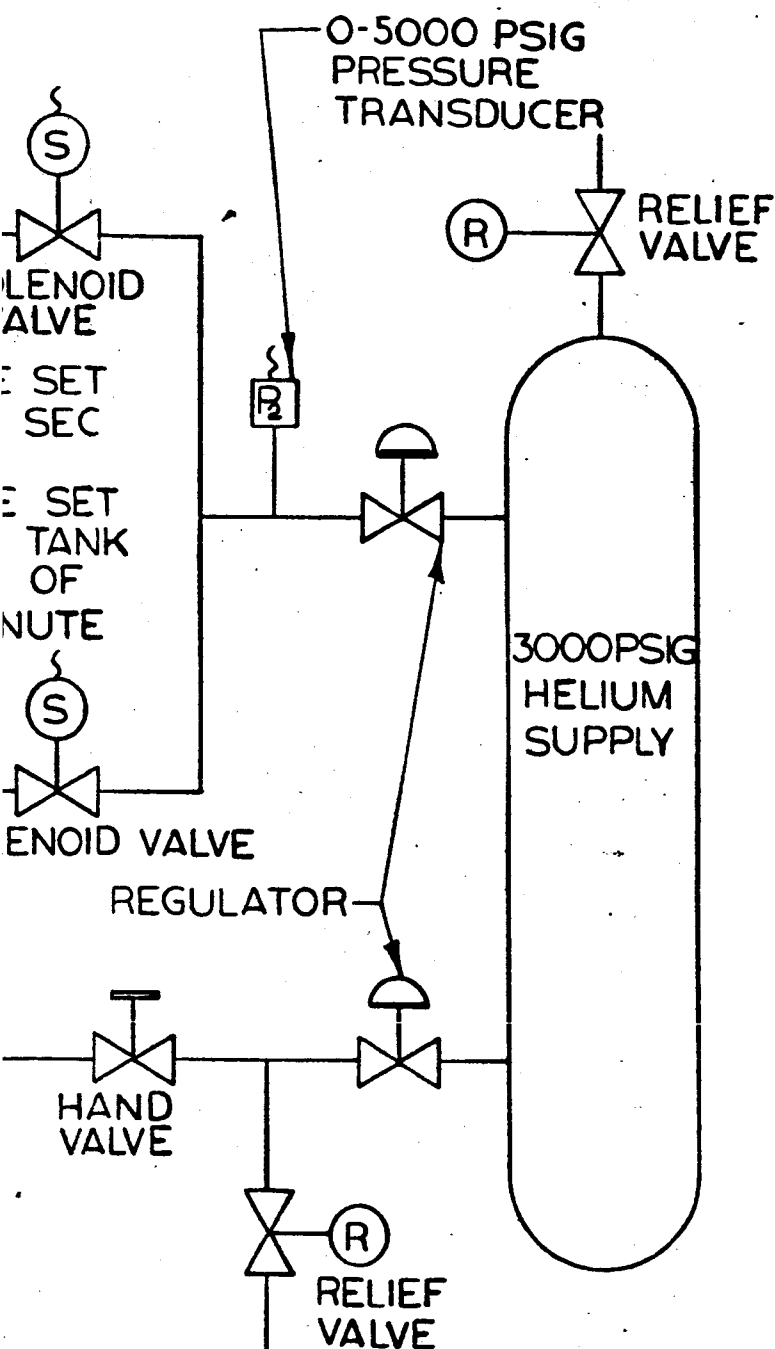 0-5000 PSIG
PRESSURE
TRANSDUCER
S
R
RELIEF
VALVE
LENOID
ALVE
E SET
SEC
P2
E SET
TANK
OF
NUTE
3000PSIG
HELIUM
SUPPLY
S
ENOID VALVE
REGULATOR
HAND
VALVE
R
RELIEF
VALVE